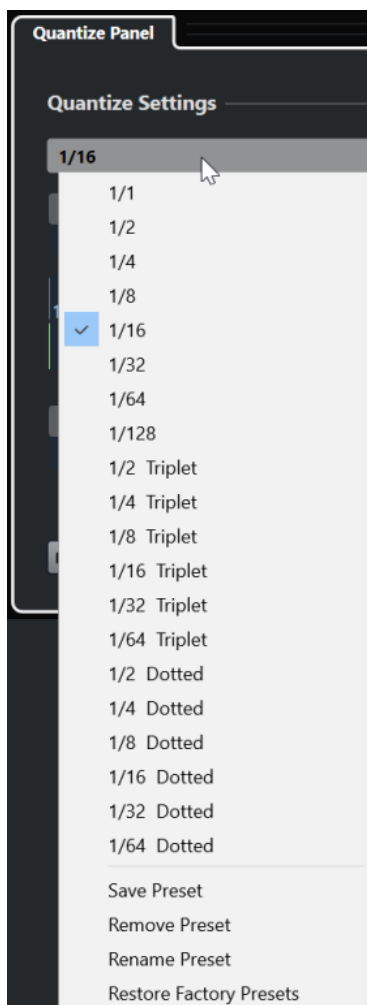 Quantize Panel
Quantize Settings
1/16
1/1
1/2
1/4
1/8
1/16
1/32
1/64
1/128
1/2 Triplet
1/4 Triplet
1/8 Triplet
1/16 Triplet
1/32 Triplet
1/64 Triplet
1/2 Dotted
1/4 Dotted
1/8 Dotted
1/16 Dotted
1/32 Dotted
1/64 Dotted
Save Preset
Remove Preset
Rename Preset
Restore Factory Presets